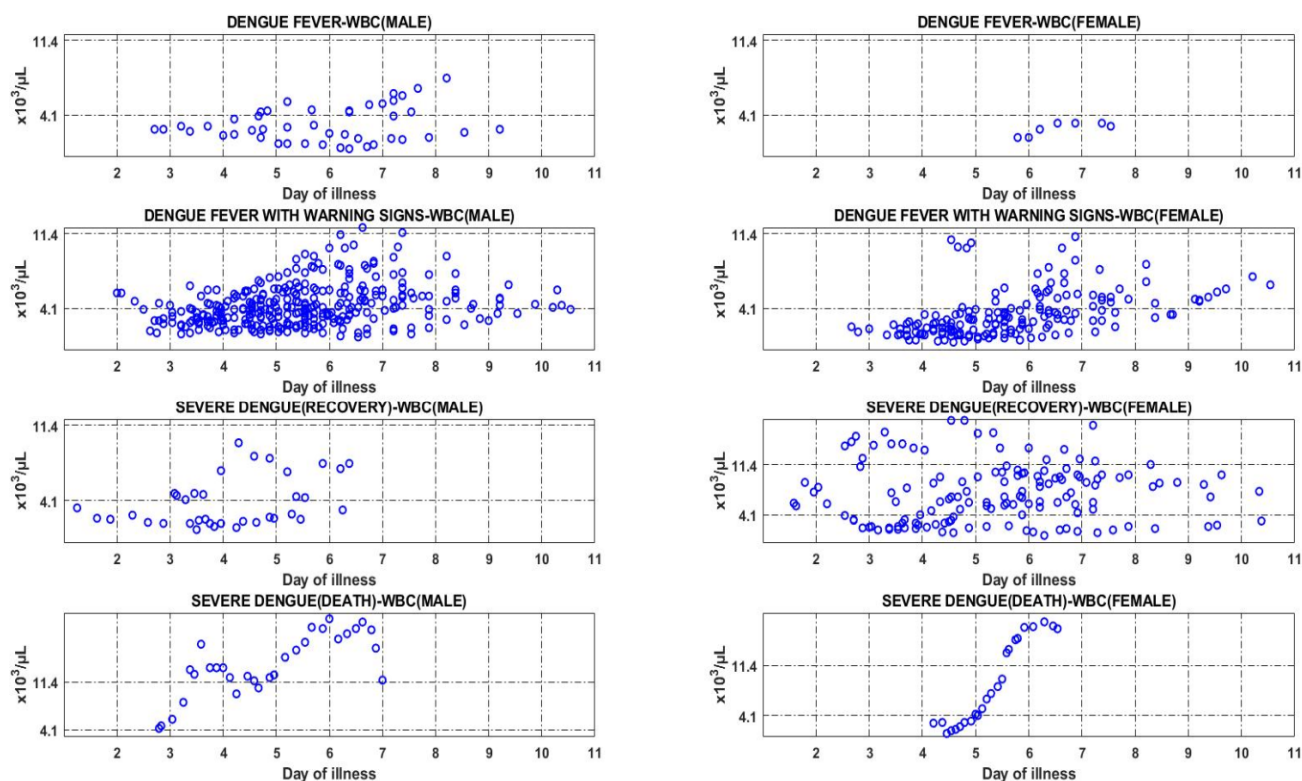 DENGUE FEVER-WBC(MALE)
11.4
4.1
x10³/µL
2 3 4 5 6 7 8 9 10 11
Day of illness
DENGUE FEVER-WBC(FEMALE)
11.4
4.1
x10³/µL
2 3 4 5 6 7 8 9 10 11
Day of illness
DENGUE FEVER WITH WARNING SIGNS-WBC(MALE)
11.4
4.1
x10³/µL
2 3 4 5 6 7 8 9 10 11
Day of illness
DENGUE FEVER WITH WARNING SIGNS-WBC(FEMALE)
11.4
4.1
x10³/µL
2 3 4 5 6 7 8 9 10 11
Day of illness
SEVERE DENGUE(RECOVERY)-WBC(MALE)
11.4
4.1
x10³/µL
2 3 4 5 6 7 8 9 10 11
Day of illness
SEVERE DENGUE(RECOVERY)-WBC(FEMALE)
11.4
4.1
x10³/µL
2 3 4 5 6 7 8 9 10 11
Day of illness
SEVERE DENGUE(DEATH)-WBC(MALE)
11.4
4.1
x10³/µL
2 3 4 5 6 7 8 9 10 11
Day of illness
SEVERE DENGUE(DEATH)-WBC(FEMALE)
11.4
4.1
x10³/µL
2 3 4 5 6 7 8 9 10 11
Day of illness